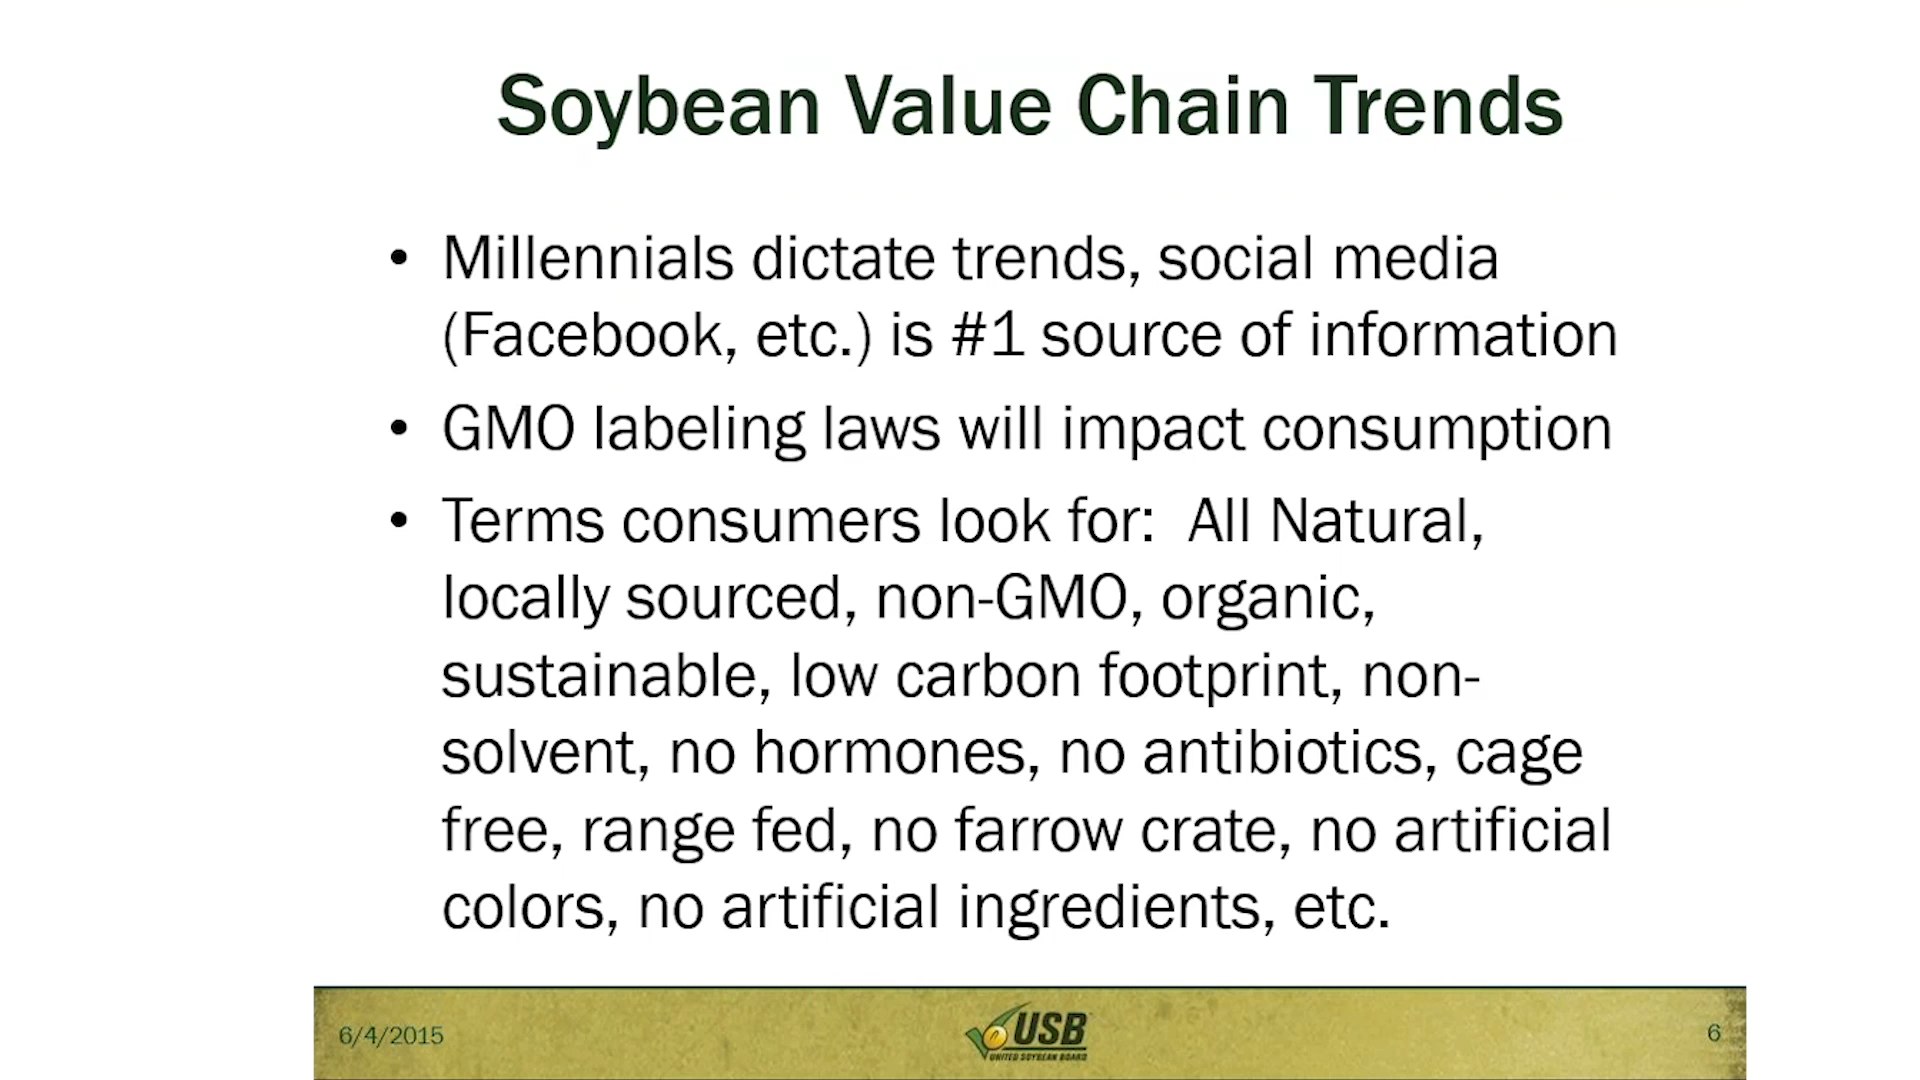 Soybean Value Chain Trends
• Millennials dictate trends, social media
(Facebook, etc.) is #1 source of information
• GMO labeling laws will impact consumption
• Terms consumers look for:  All Natural,
locally sourced, non-GMO, organic,
sustainable, low carbon footprint, non-
solvent, no hormones, no antibiotics, cage
free, range fed, no farrow crate, no artificial
colors, no artificial ingredients, etc.
6/4/2015
USB
UNITED SOYBEAN BOARD
6